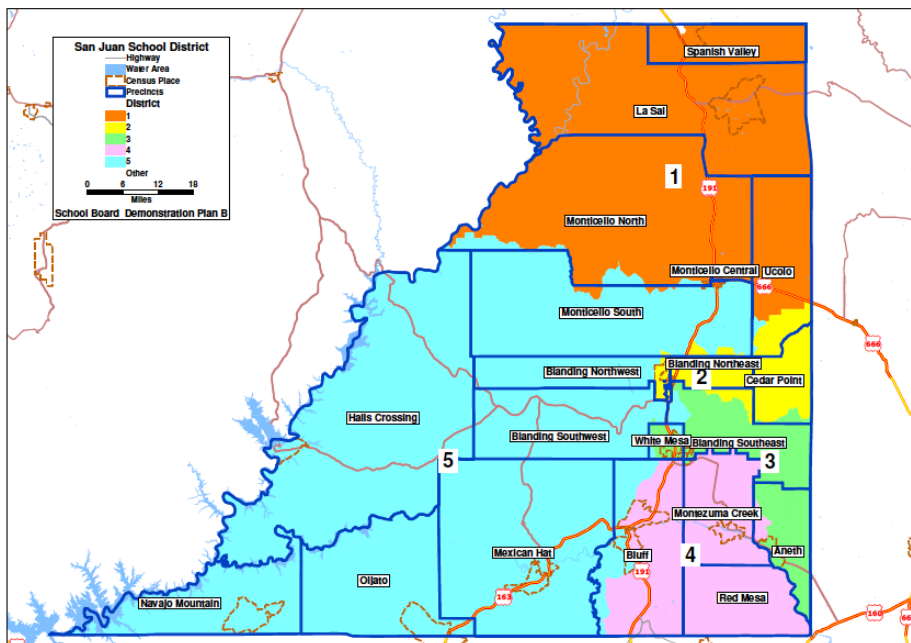 San Juan School District
Highway
Water Area
Census Place
Precincts
District
1
2
3
4
5
Other
0 6 12 18
Miles
School Board Demonstration Plan B
Spanish Valley
La Sal
1
191
Monticello North
Monticello Central
Ucolo
666
Monticello South
666
Blanding Northeast
Blanding Northwest
2
Cedar Point
Halls Crossing
White Mesa
Blanding Southwest
Blanding Southeast
5
3
Montezuma Creek
Mexican Hat
Bluff
4
Aneth
Oljato
191
Navajo Mountain
163
Red Mesa
160
66